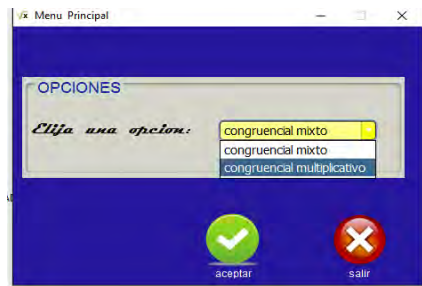 Menu Principal
OPCIONES
Elija una opcion:
congruencial mixto
congruencial mixto
congruencial multiplicativo
aceptar
salir